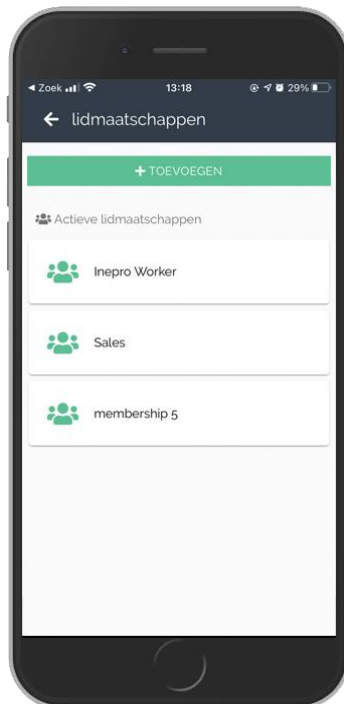 Zoek
13:18
29%
lidmaatschappen
+ TOEVOEGEN
Actieve lidmaatschappen
Inepro Worker
Sales
membership 5